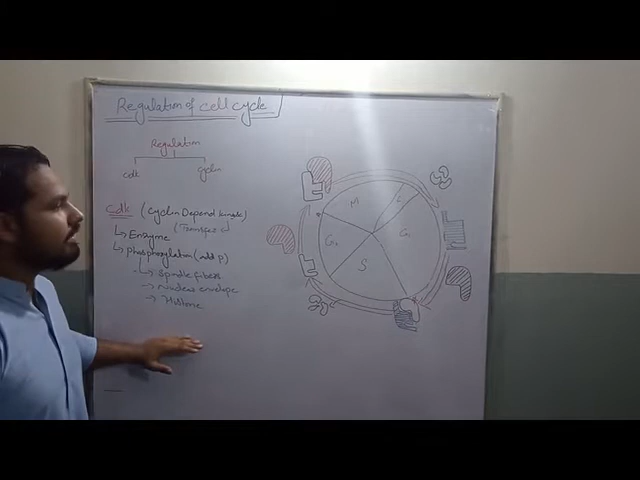 Regulation of cell cycle
Regulation
cdk cyclin
Cdk (cyclin Depend kinase)
(Transfer
Enzyme
phosphorylation (add P)
Spindle fibers
nuclear envelope
Histone
M C G₁ S G₂